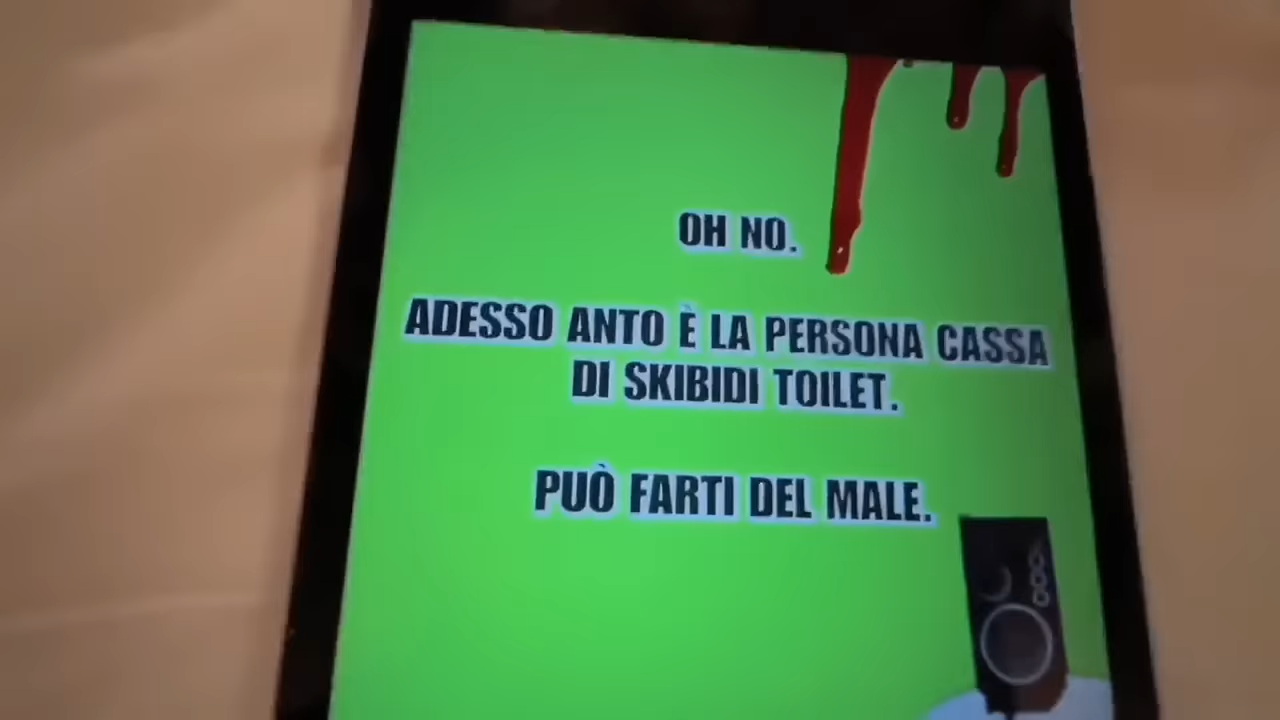 OH NO.
ADESSO ANTO È LA PERSONA CASSA
DI SKIBIDI TOILET.
PUÒ FARTI DEL MALE.